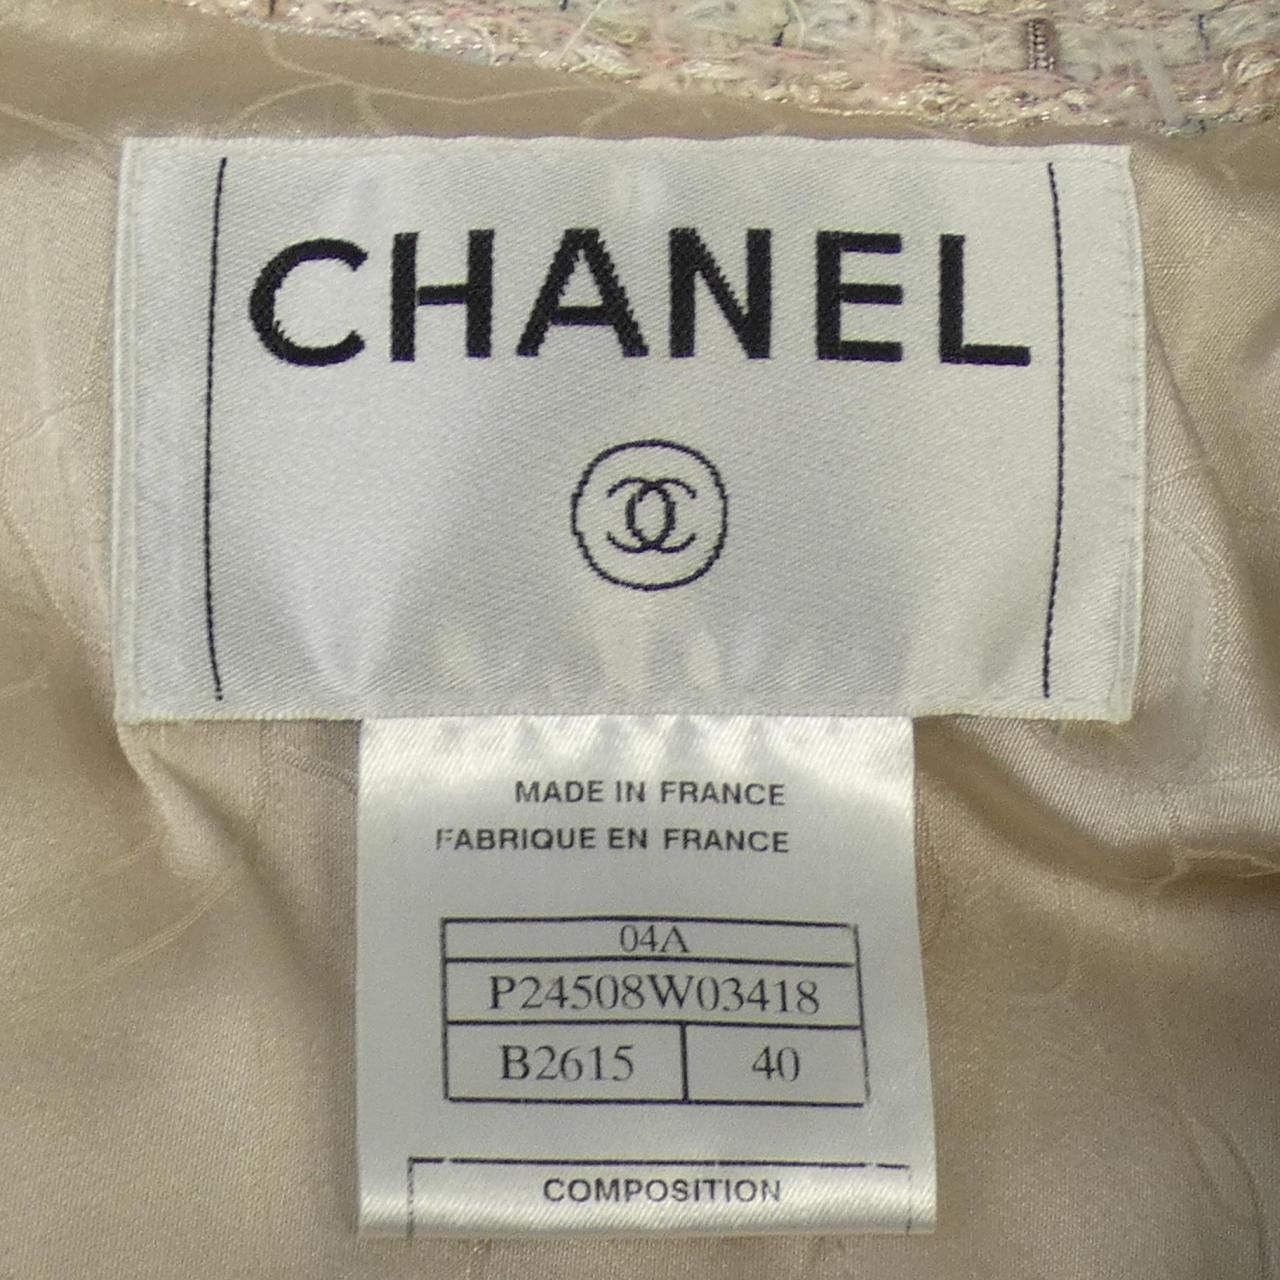 CHANEL
MADE IN FRANCE
FABRIQUE EN FRANCE
04A
P24508W03418
B2615 40
COMPOSITION